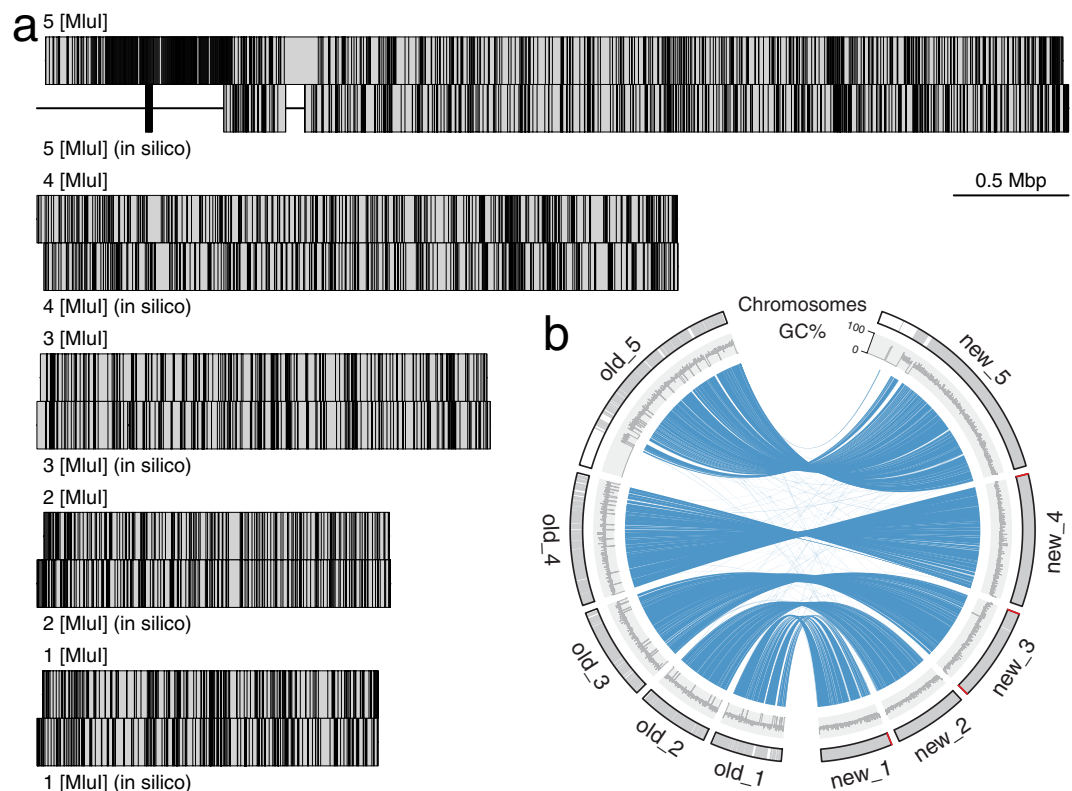 a
5 [MluI]
5 [MluI] (in silico)
4 [MluI]
0.5 Mbp
4 [MluI] (in silico)
3 [MluI]
3 [MluI] (in silico)
2 [MluI]
2 [MluI] (in silico)
1 [MluI]
1 [MluI] (in silico)
b
Chromosomes
GC%
100
0
old_5
new_5
old_4
new_4
old_3
new_3
old_2
new_2
old_1
new_1